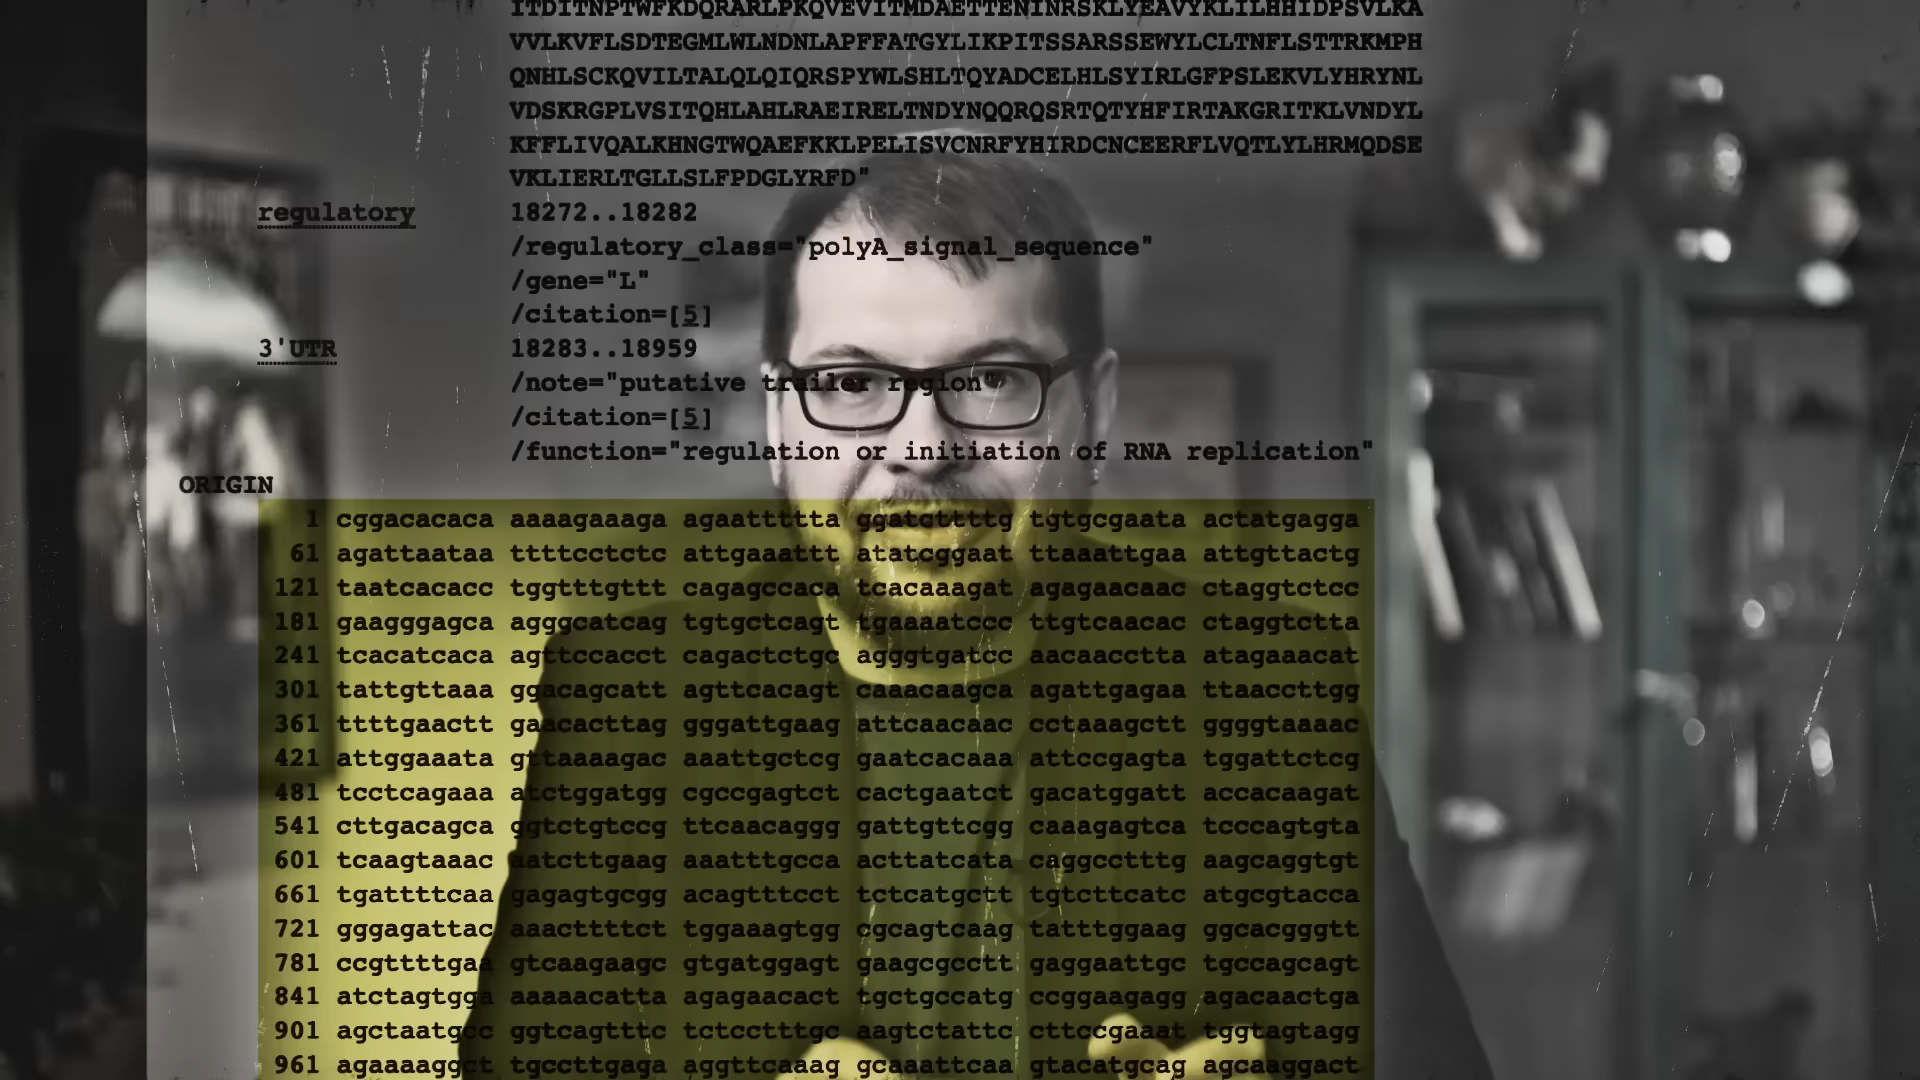 ITDITNPTWFKDQRARLPKQVEVITMDAETTENINRSKLYEAVYKLILHHIDPSVLKA
VVLKVFLSDTEGMLWLNDNLAPFFATGYLIKPITSSARSSEWYLCLTNFLSTTRKMPH
QNHLSCKQVILTALQLQIQRSPYWLSHLTQYADCELHLSYIRLGFPSLEKVLYHRYNL
VDSKRGPLVSITQHLAHLRAEIRELTNDYNQQRQSRTQTYHFIRTAKGRITKLVNDYL
KFFLIVQALKHNGTWQAEFKKLPELISVCNRFYHIRDCNCEERFLVQTLYLHRMQDSE
VKLIERLTGLLSLFPDGLYRFD"
regulatory 18272..18282
/regulatory_class="polyA_signal_sequence"
/gene="L"
/citation=[5]
3'UTR 18283..18959
/note="putative trailer region"
/citation=[5]
/function="regulation or initiation of RNA replication"
ORIGIN
1 cggacacaca aaaagaaaga agaattttta ggatcttttg tgtgcgaata actatgagga
61 agattaataa ttttcctctc attgaaattt atatcggaat ttaaattgaa attgttactg
121 taatcacacc tggtttgttt cagagccaca tcacaaagat agagaacaac ctaggtctcc
181 gaagggagca agggcatcag tgtgctcagt tgaaaatccc ttgtcaacac ctaggtctta
241 tcacatcaca agttccacct cagactctgc agggtgatcc aacaacctta atagaaacat
301 tattgttaaa ggacagcatt agttcacagt caaacaagca agattgagaa ttaaccttgg
361 ttttgaactt gaacacttag gggattgaag attcaacaac cctaaagctt ggggtaaaac
421 attggaaata gttaaaagac aaattgctcg gaatcacaaa attccgagta tggattctcg
481 tcctcagaaa atctggatgg cgccgagtct cactgaatct gacatggatt accacaagat
541 cttgacagca ggtctgtccg ttcaacaggg gattgttcgg caaagagtca tcccagtgta
601 tcaagtaaac aatcttgaag aaatttgcca acttatcata caggcctttg aagcaggtgt
661 tgattttcaa gagagtgcgg acagtttcct tctcatgctt tgtcttcatc atgcgtacca
721 gggagattac aaacttttct tggaaagtgg cgcagtcaag tatttggaag ggcacgggtt
781 ccgttttgaa gtcaagaagc gtgatggagt gaagcgcctt gaggaattgc tgccagcagt
841 atctagtgga aaaaacatta agagaacact tgctgccatg ccggaagagg agacaactga
901 agctaatgcc ggtcagtttc tctcctttgc aagtctattc cttccgaaat tggtagtagg
961 agaaaaggct tgccttgaga aggttcaaag gcaaattcaa gtacatgcag agcaaggact